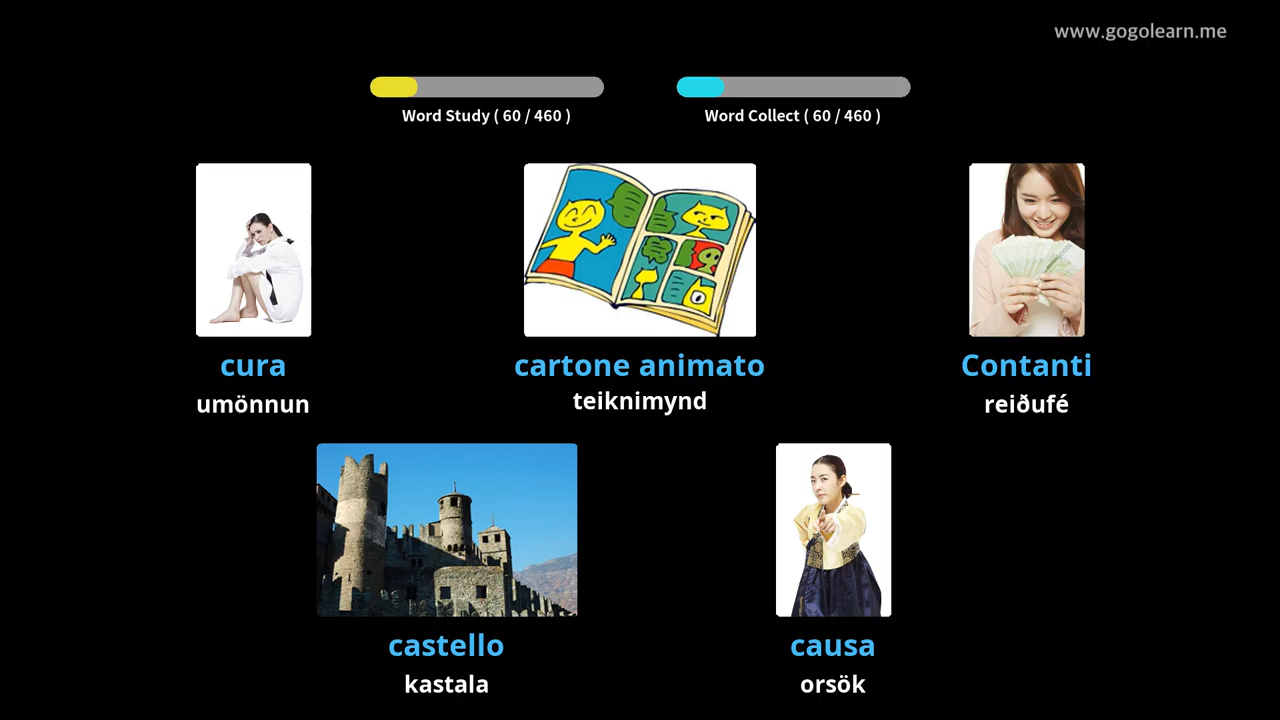 www.gogolearn.me
Word Study ( 60 / 460 )
Word Collect ( 60 / 460 )
cura
umönnun
cartone animato
teiknimynd
Contanti
reiðufé
castello
kastala
causa
orsök